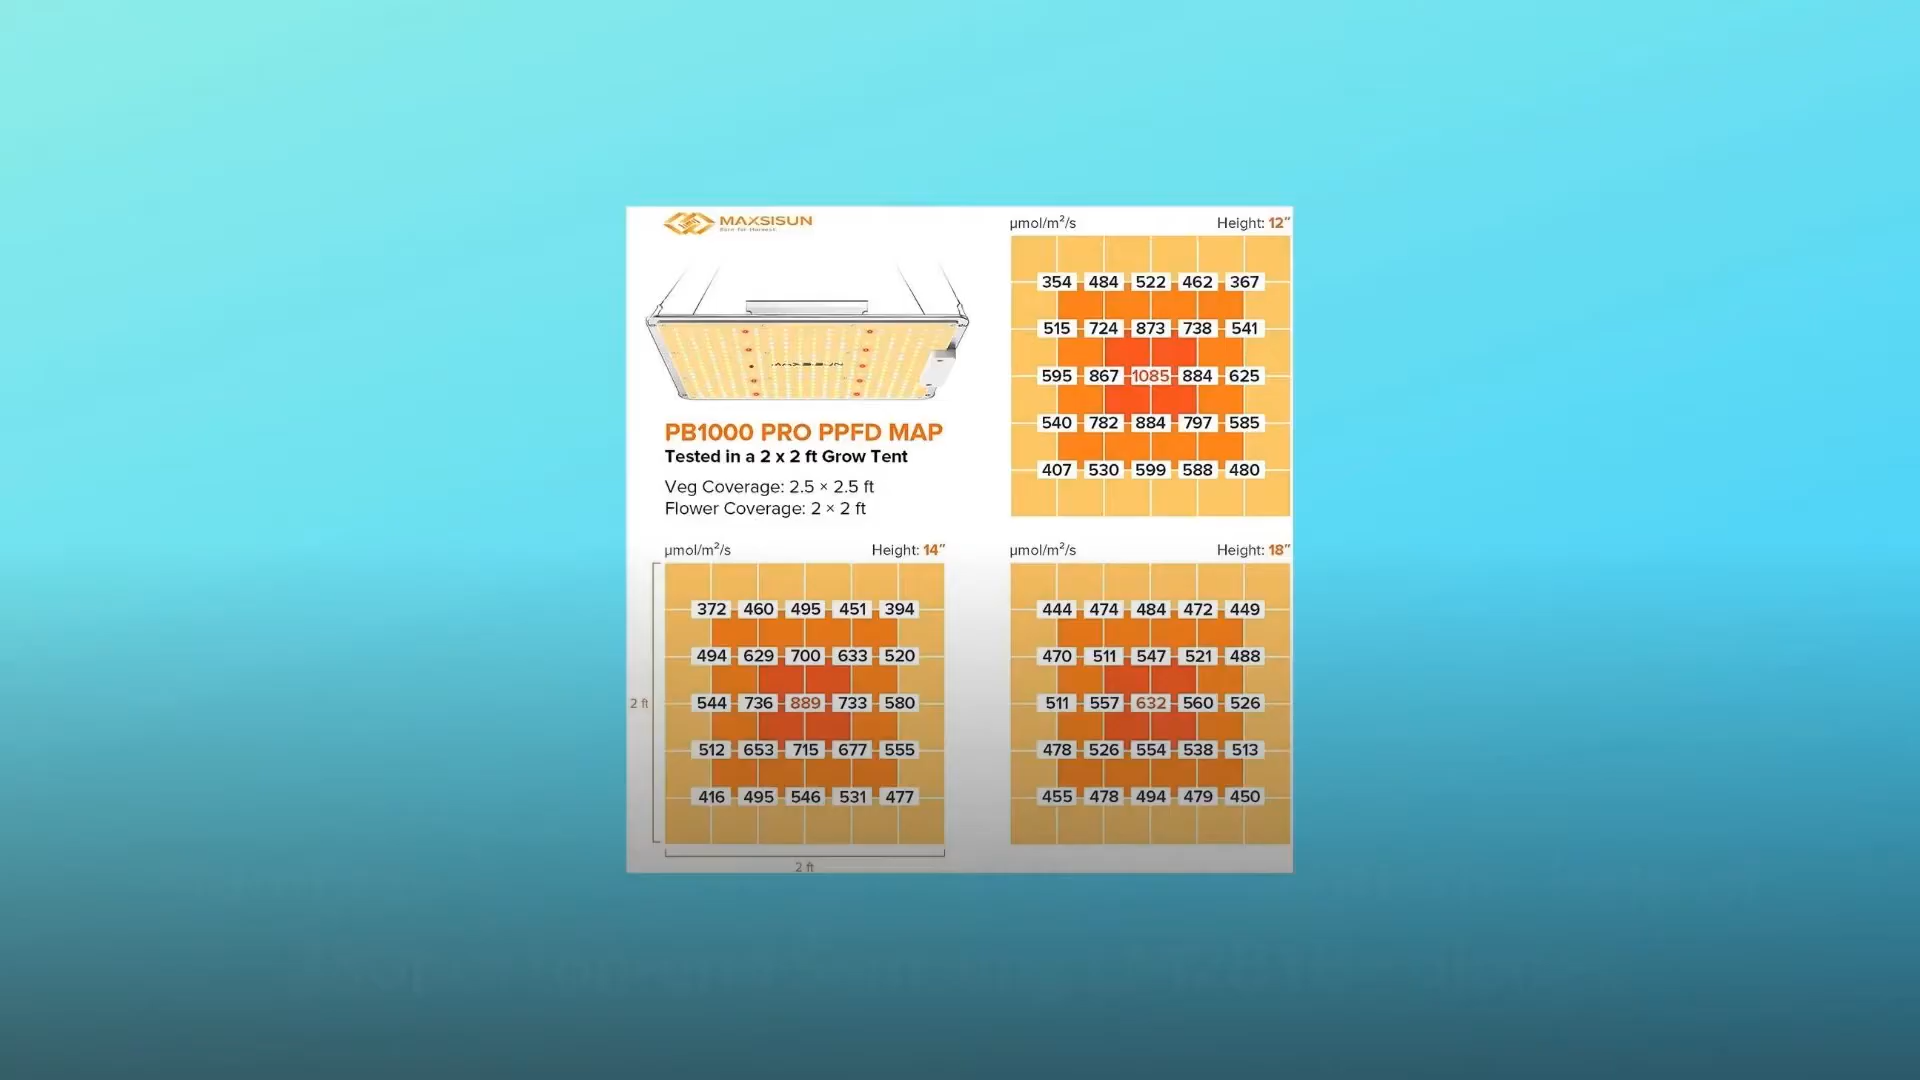 MAXSISUN
Born for Harvest
PB1000 PRO PPFD MAP
Tested in a 2 x 2 ft Grow Tent
Veg Coverage: 2.5 × 2.5 ft
Flower Coverage: 2 × 2 ft
µmol/m²/s Height: 12"
354 484 522 462 367
515 724 873 738 541
595 867 1085 884 625
540 782 884 797 585
407 530 599 588 480
µmol/m²/s Height: 14"
372 460 495 451 394
494 629 700 633 520
544 736 889 733 580
512 653 715 677 555
416 495 546 531 477
2 ft
2 ft
µmol/m²/s Height: 18"
444 474 484 472 449
470 511 547 521 488
511 557 632 560 526
478 526 554 538 513
455 478 494 479 450